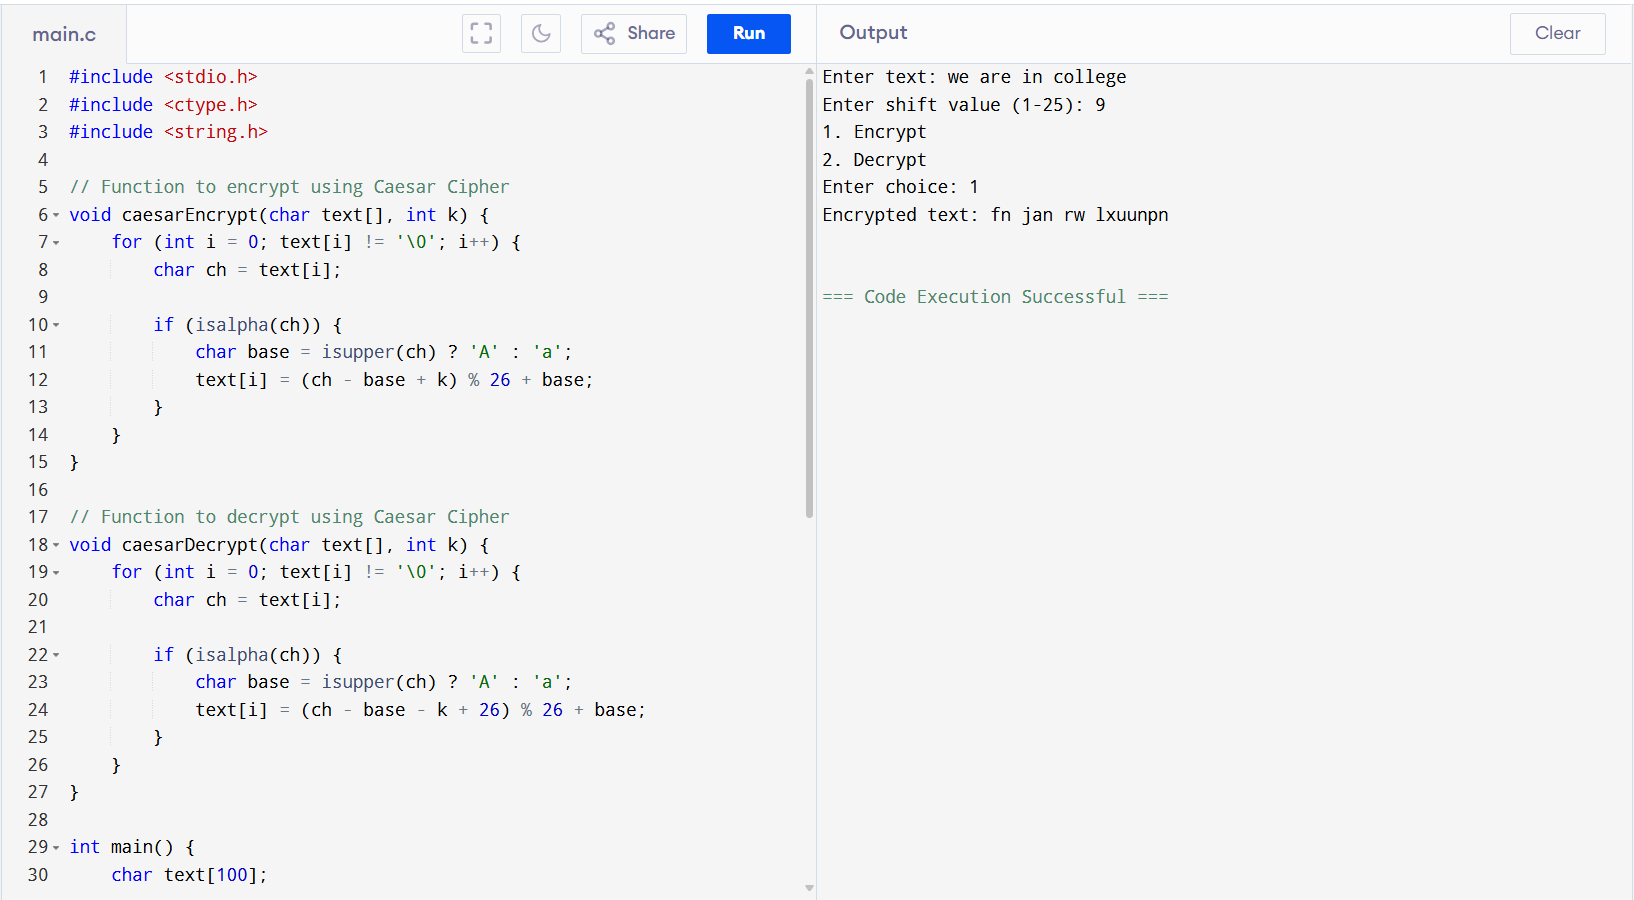 main.c
Share
Run
Output
Clear
1 #include <stdio.h>
2 #include <ctype.h>
3 #include <string.h>
4
5 // Function to encrypt using Caesar Cipher
6 void caesarEncrypt(char text[], int k) {
7     for (int i = 0; text[i] != '\0'; i++) {
8         char ch = text[i];
9
10         if (isalpha(ch)) {
11             char base = isupper(ch) ? 'A' : 'a';
12             text[i] = (ch - base + k) % 26 + base;
13         }
14     }
15 }
16
17 // Function to decrypt using Caesar Cipher
18 void caesarDecrypt(char text[], int k) {
19     for (int i = 0; text[i] != '\0'; i++) {
20         char ch = text[i];
21
22         if (isalpha(ch)) {
23             char base = isupper(ch) ? 'A' : 'a';
24             text[i] = (ch - base - k + 26) % 26 + base;
25         }
26     }
27 }
28
29 int main() {
30     char text[100];
Enter text: we are in college
Enter shift value (1-25): 9
1. Encrypt
2. Decrypt
Enter choice: 1
Encrypted text: fn jan rw lxuunpn
=== Code Execution Successful ===